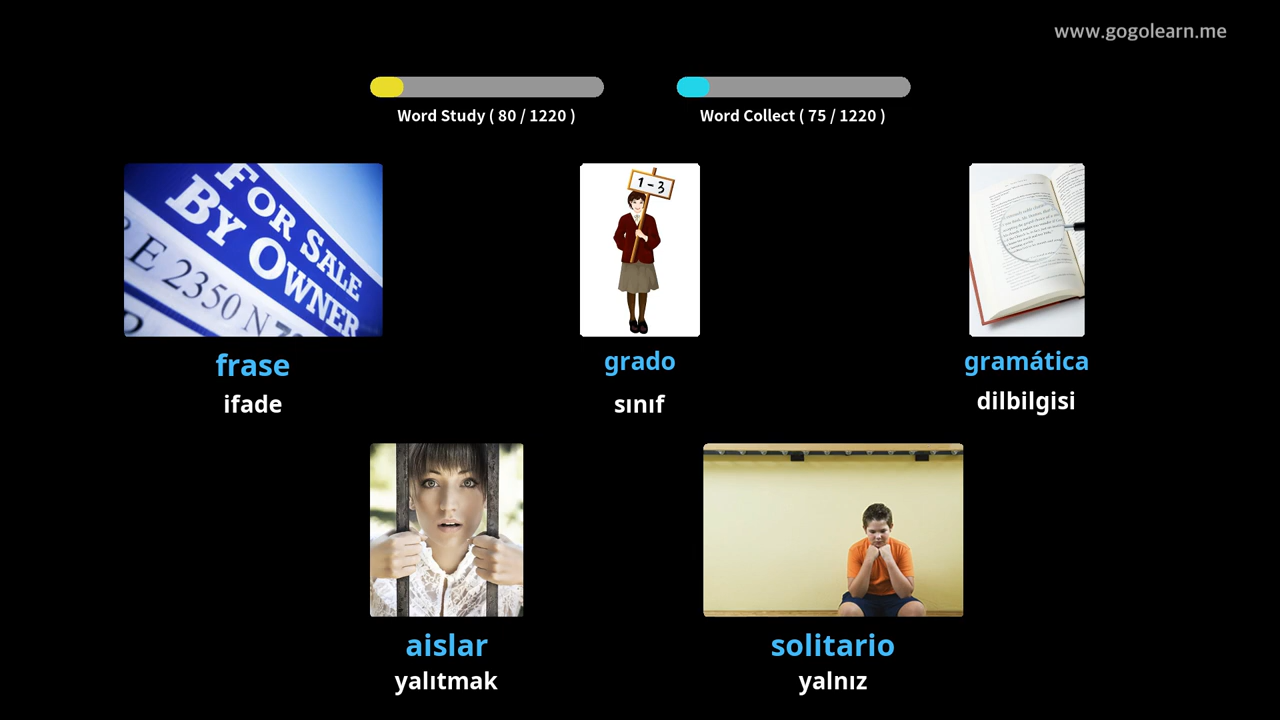 www.gogolearn.me
Word Study ( 80 / 1220 )
Word Collect ( 75 / 1220 )
FOR SALE
BY OWNER
E 2350 N
1-3
frase
ifade
grado
sınıf
gramática
dilbilgisi
aislar
yalıtmak
solitario
yalnız